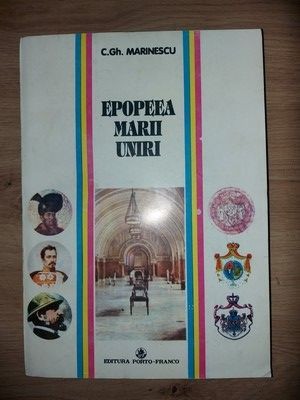 C.Gh. MARINESCU
EPOPEEA
MARII
UNIRI
EDITURA PORTO-FRANCO